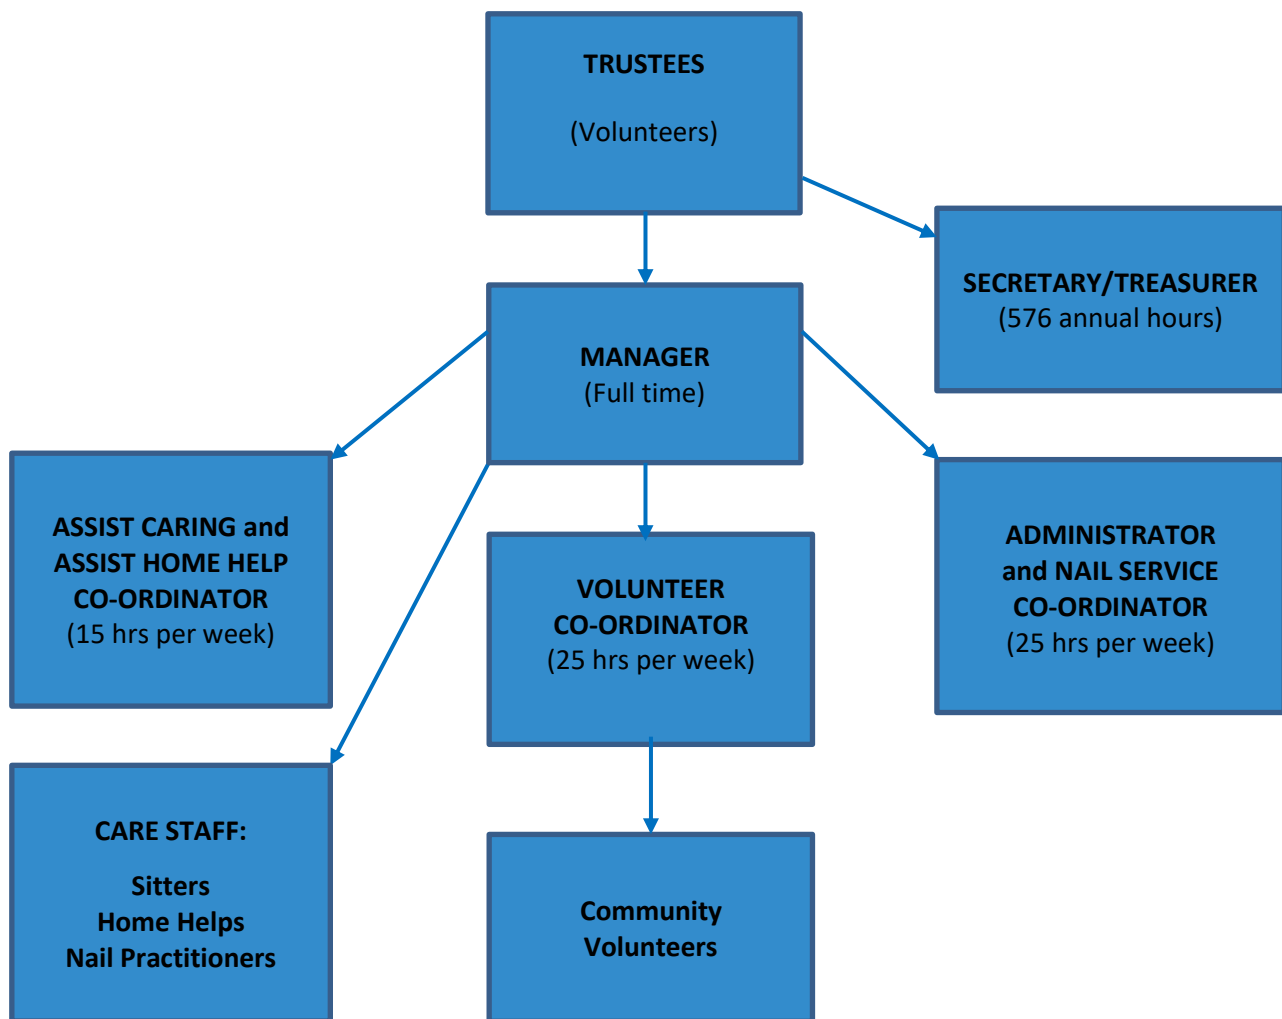 TRUSTEES
(Volunteers)
SECRETARY/TREASURER
(576 annual hours)
MANAGER
(Full time)
ASSIST CARING and
ASSIST HOME HELP
CO-ORDINATOR
(15 hrs per week)
VOLUNTEER
CO-ORDINATOR
(25 hrs per week)
ADMINISTRATOR
and NAIL SERVICE
CO-ORDINATOR
(25 hrs per week)
CARE STAFF:
Sitters
Home Helps
Nail Practitioners
Community
Volunteers